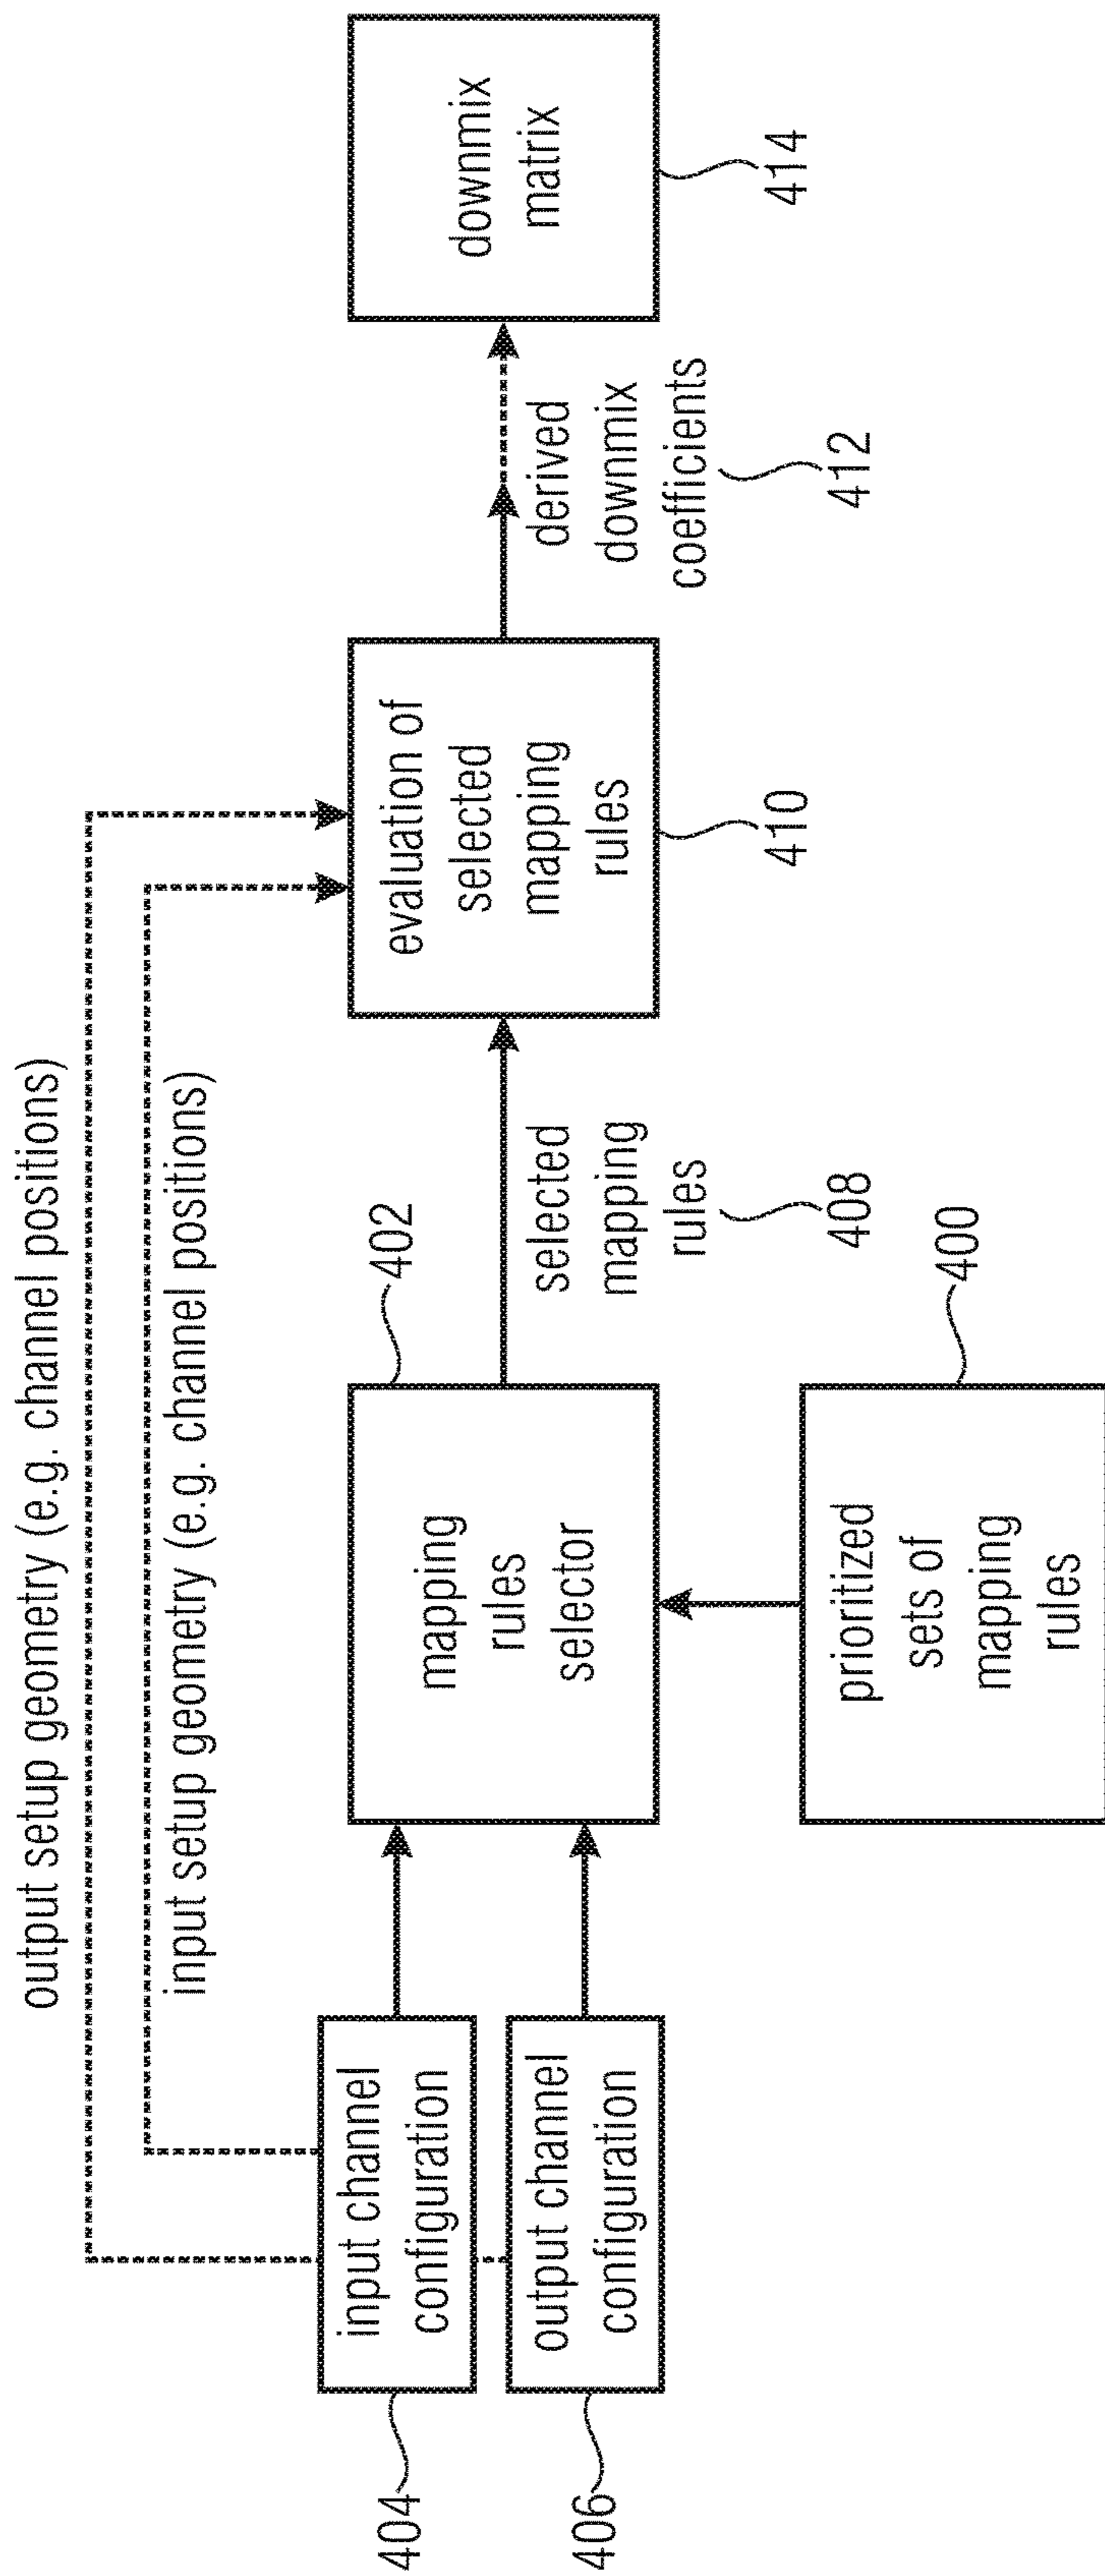 output setup geometry (e.g. channel positions)
input setup geometry (e.g. channel positions)
404
input channel
configuration
406
output channel
configuration
402
mapping
rules
selector
prioritized
sets of
mapping
rules
400
selected
mapping
rules
408
evaluation of
selected
mapping
rules
410
derived
downmix
coefficients
412
downmix
matrix
414